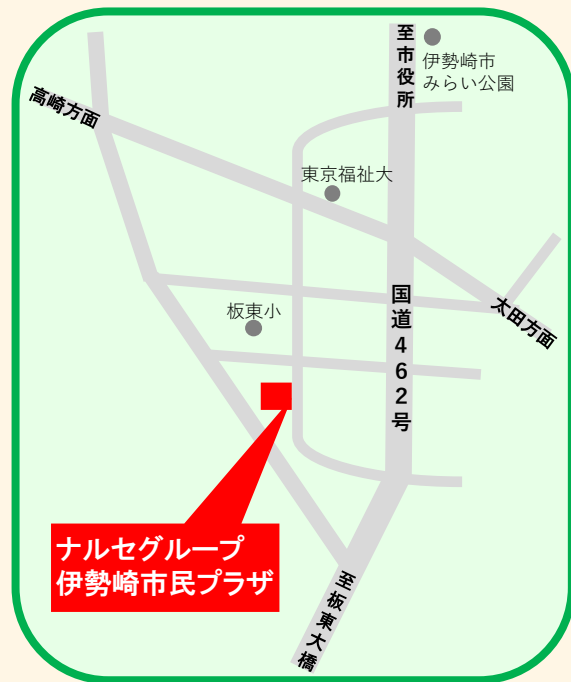 至市役所
伊勢崎市
みらい公園
高崎方面
東京福祉大
国道462号
太田方面
板東小
ナルセグループ
伊勢崎市民プラザ
至板東大橋